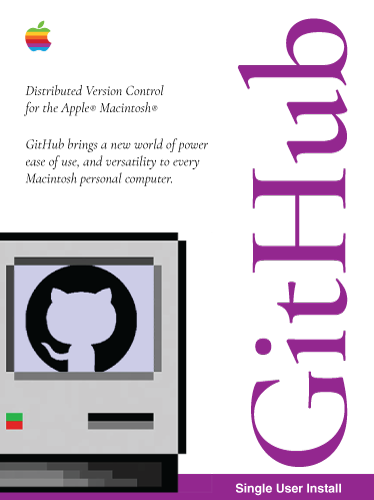 Distributed Version Control
for the Apple® Macintosh®
GitHub brings a new world of power
ease of use, and versatility to every
Macintosh personal computer.
GitHub
Single User Install